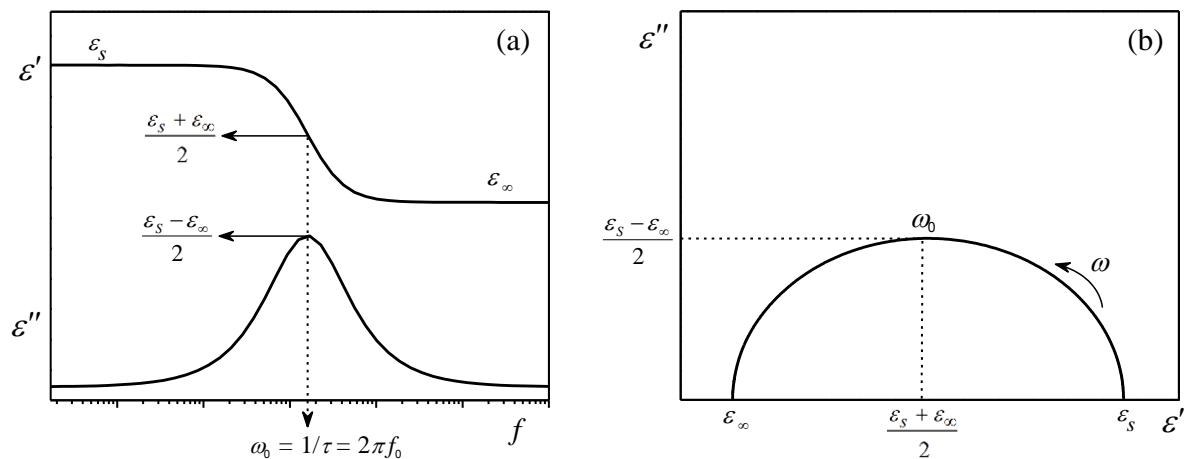 (a)
ε_s
ε'
(ε_s + ε_∞)/2
ε_∞
(ε_s − ε_∞)/2
ε''
f
ω_0 = 1/τ = 2πf_0
(b)
ε''
(ε_s − ε_∞)/2
ω_0
ω
ε_∞
(ε_s + ε_∞)/2
ε_s
ε'